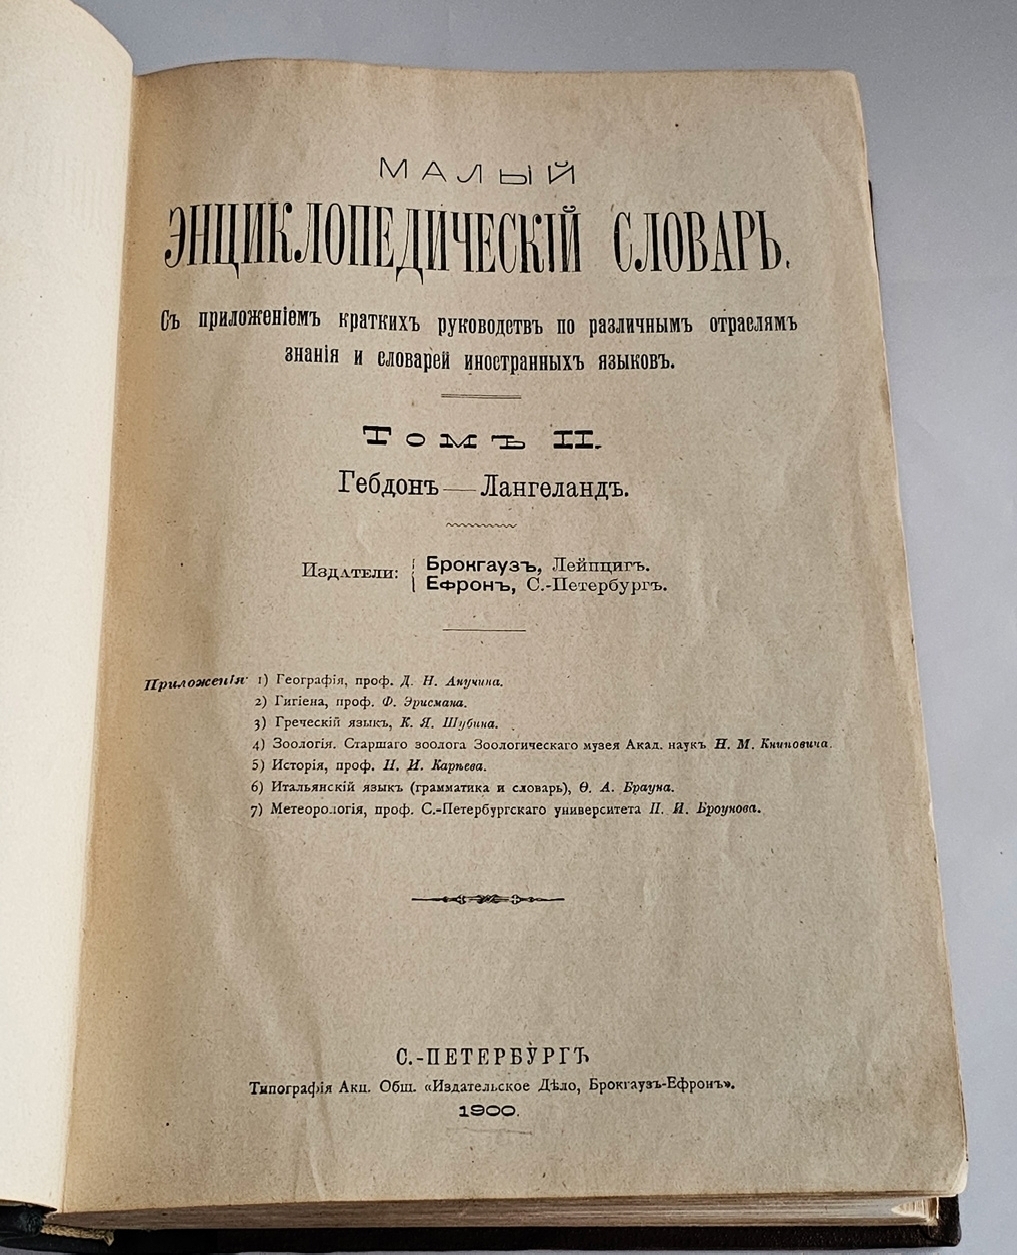 МАЛЫЙ
ЭНЦИКЛОПЕДИЧЕСКІЙ СЛОВАРЬ.
Съ приложеніемъ краткихъ руководствъ по различнымъ отраслямъ
знанія и словарей иностранныхъ языковъ.
Томъ II.
Гебдонъ—Лангеландъ.
Издатели: { Брокгаузъ, Лейпцигъ.
Ефронъ, С.-Петербургъ.
Приложенія: 1) Географія, проф. Д. Н. Анучина.
2) Гигіена, проф. Ф. Эрисмана.
3) Греческій языкъ, К. Я. Шубина.
4) Зоологія. Старшаго зоолога Зоологическаго музея Акад. наукъ Н. М. Книповича.
5) Исторія, проф. Н. И. Карѣева.
6) Итальянскій языкъ (грамматика и словарь), Ѳ. А. Брауна.
7) Метеорологія, проф. С.-Петербургскаго университета П. И. Броунова.
С.-ПЕТЕРБУРГЪ
Типографія Акц. Общ. «Издательское Дѣло, Брокгаузъ-Ефронъ».
1900.